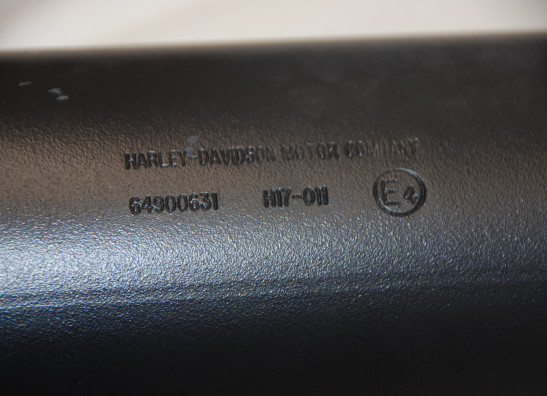 HARLEY-DAVIDSON MOTOR COMPANY
64900631 H17-011 E4